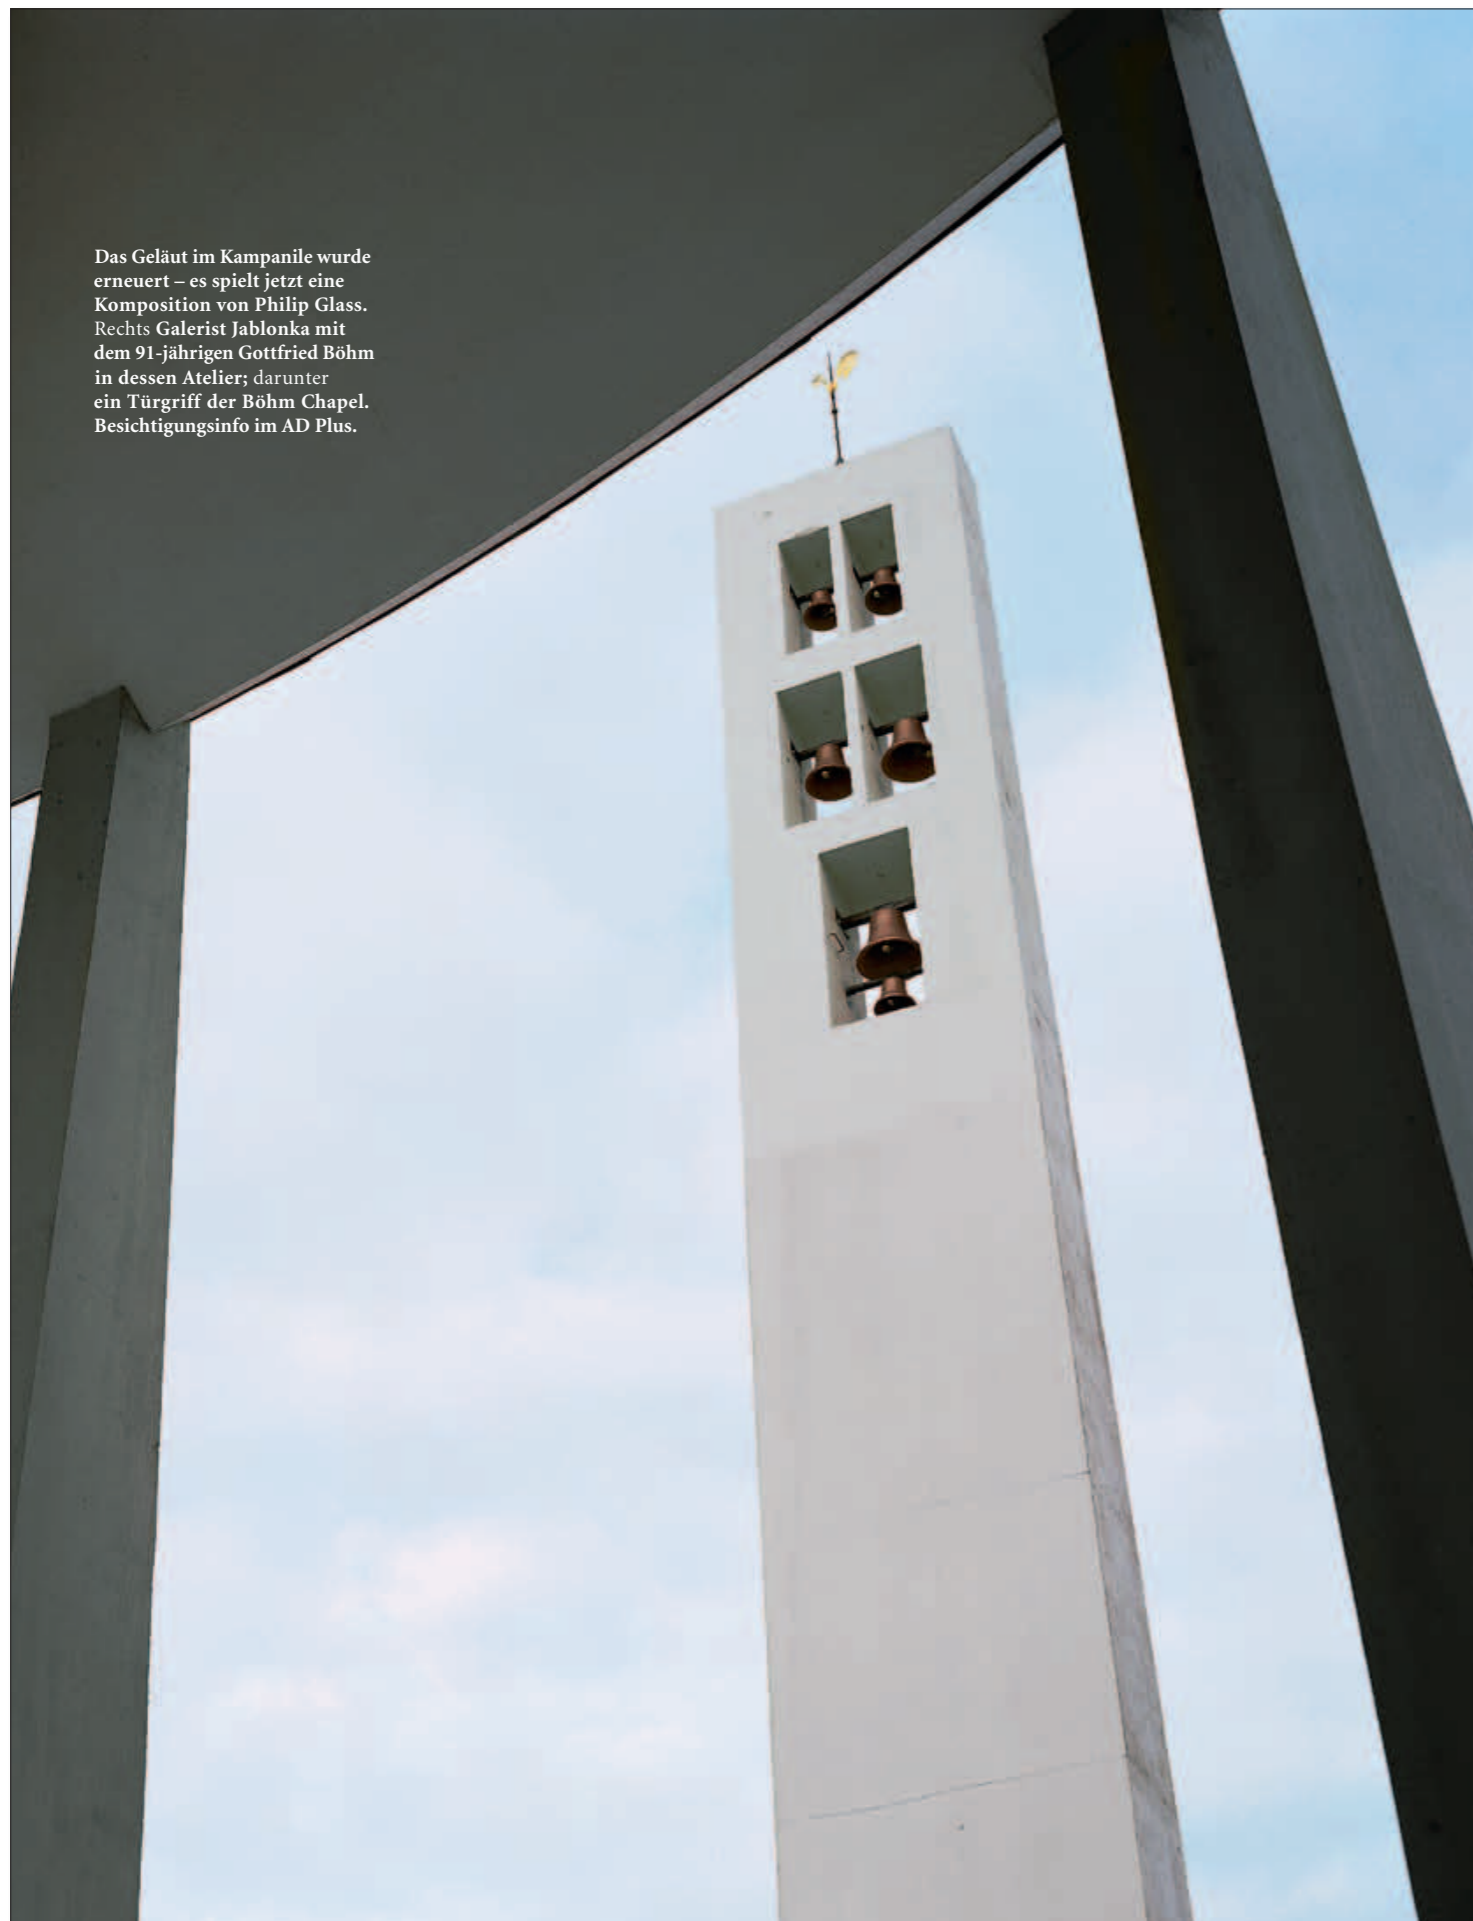 Das Geläut im Kampanile wurde
erneuert – es spielt jetzt eine
Komposition von Philip Glass.
Rechts Galerist Jablonka mit
dem 91-jährigen Gottfried Böhm
in dessen Atelier; darunter
ein Türgriff der Böhm Chapel.
Besichtigungsinfo im AD Plus.